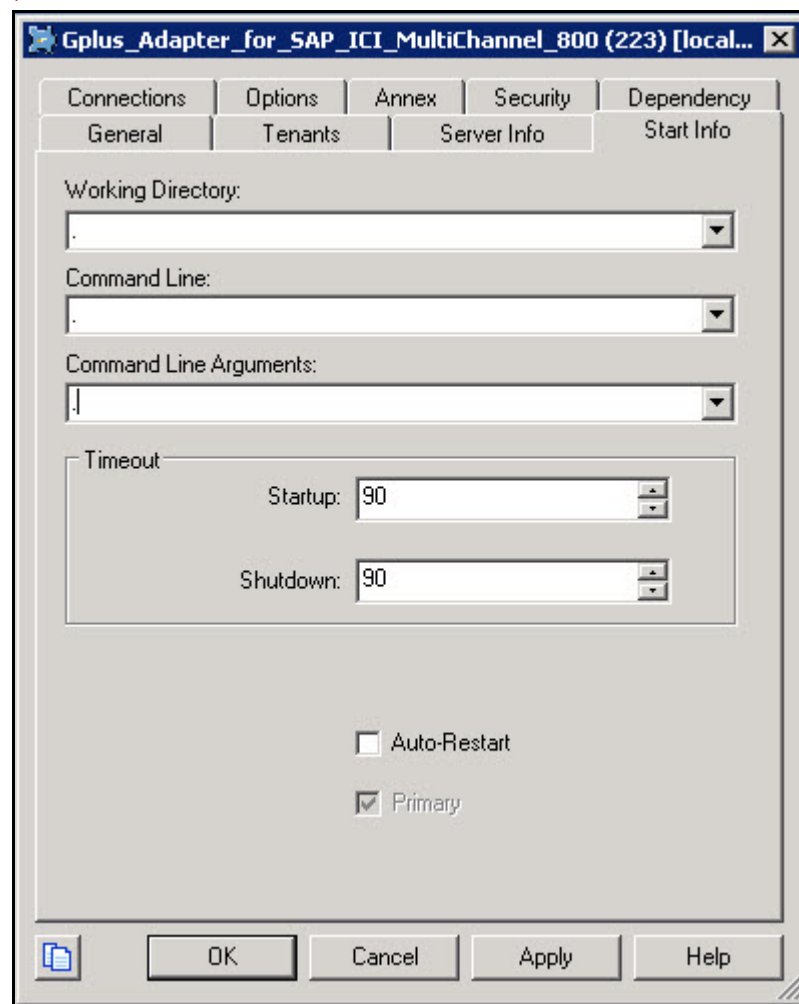 Gplus_Adapter_for_SAP_ICI_MultiChannel_800 (223) [local...
Connections Options Annex Security Dependency
General Tenants Server Info Start Info
Working Directory:
.
Command Line:
.
Command Line Arguments:
.
Timeout
Startup: 90
Shutdown: 90
Auto-Restart
Primary
OK Cancel Apply Help